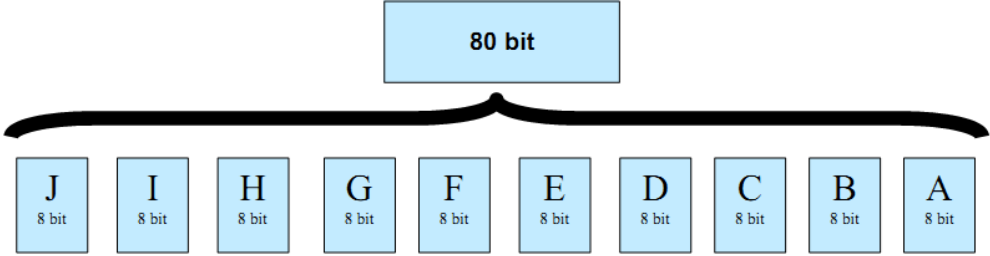 80 bit
J I H G F E D C B A
8 bit 8 bit 8 bit 8 bit 8 bit 8 bit 8 bit 8 bit 8 bit 8 bit